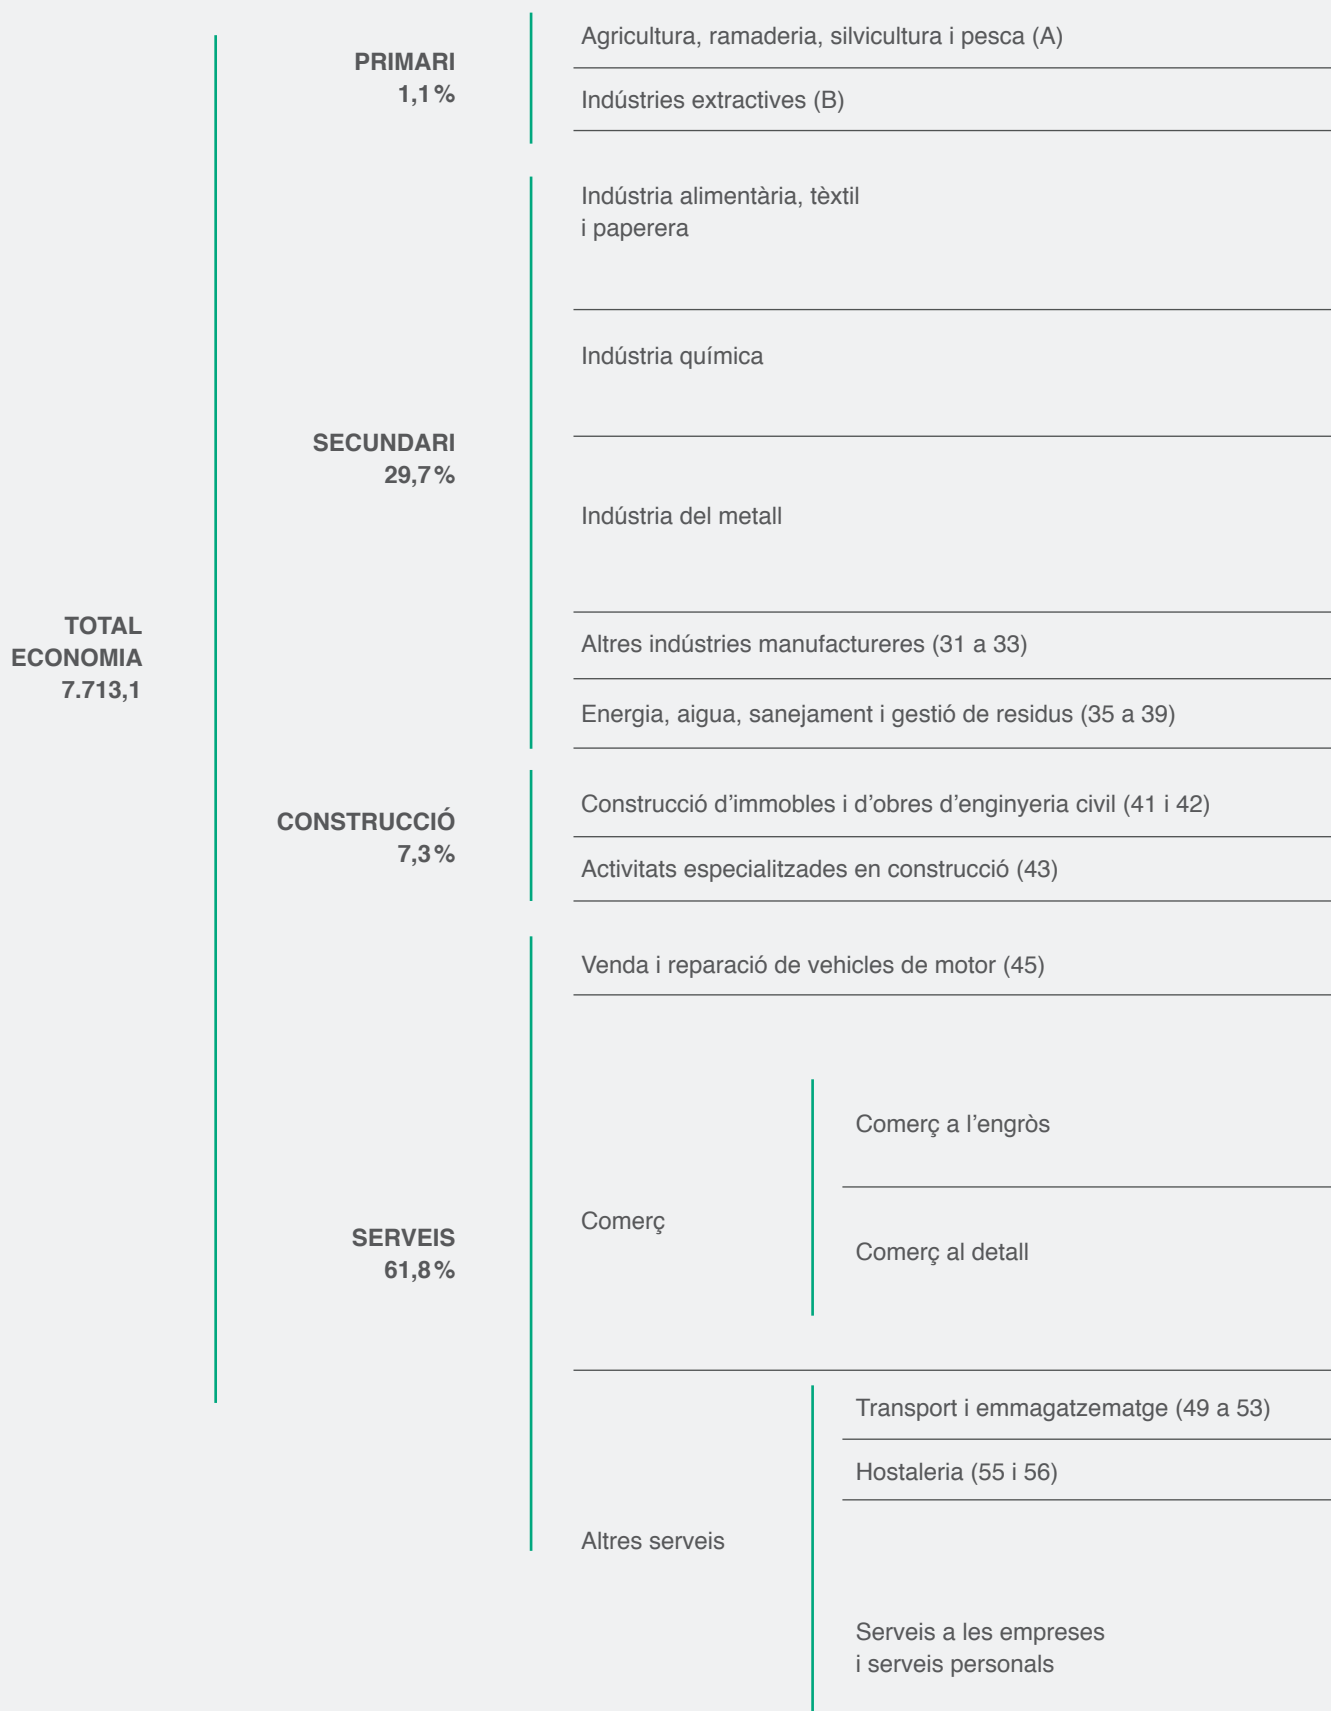 TOTAL
ECONOMIA
7.713,1
PRIMARI
1,1 %
Agricultura, ramaderia, silvicultura i pesca (A)
Indústries extractives (B)
SECUNDARI
29,7 %
Indústria alimentària, tèxtil
i paperera
Indústria química
Indústria del metall
Altres indústries manufactureres (31 a 33)
Energia, aigua, sanejament i gestió de residus (35 a 39)
CONSTRUCCIÓ
7,3 %
Construcció d’immobles i d’obres d’enginyeria civil (41 i 42)
Activitats especialitzades en construcció (43)
SERVEIS
61,8 %
Venda i reparació de vehicles de motor (45)
Comerç
Comerç a l’engròs
Comerç al detall
Altres serveis
Transport i emmagatzematge (49 a 53)
Hostaleria (55 i 56)
Serveis a les empreses
i serveis personals